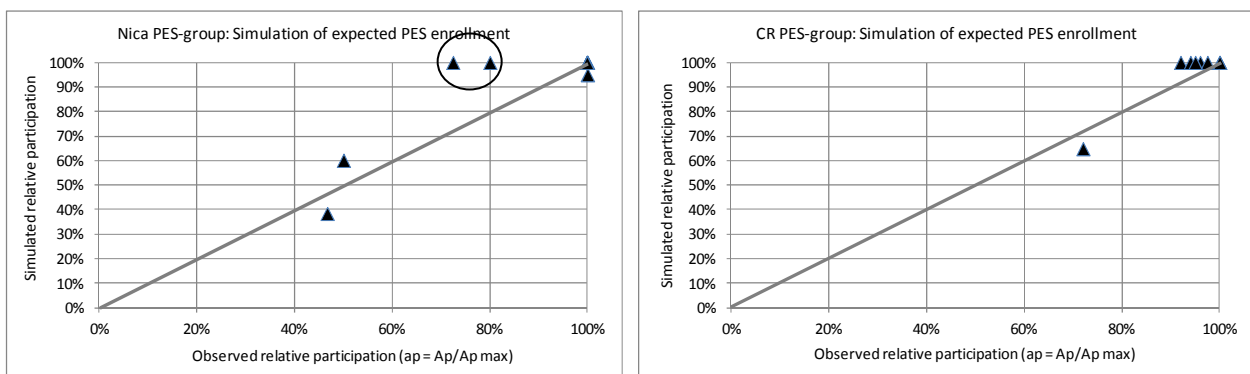 Nica PES-group: Simulation of expected PES enrollment
100%
90%
80%
70%
60%
50%
40%
30%
20%
10%
0%
Simulated relative participation
0% 20% 40% 60% 80% 100%
Observed relative participation (ap = Ap/Ap max)
CR PES-group: Simulation of expected PES enrollment
100%
90%
80%
70%
60%
50%
40%
30%
20%
10%
0%
Simulated relative participation
0% 20% 40% 60% 80% 100%
Observed relative participation (ap = Ap/Ap max)